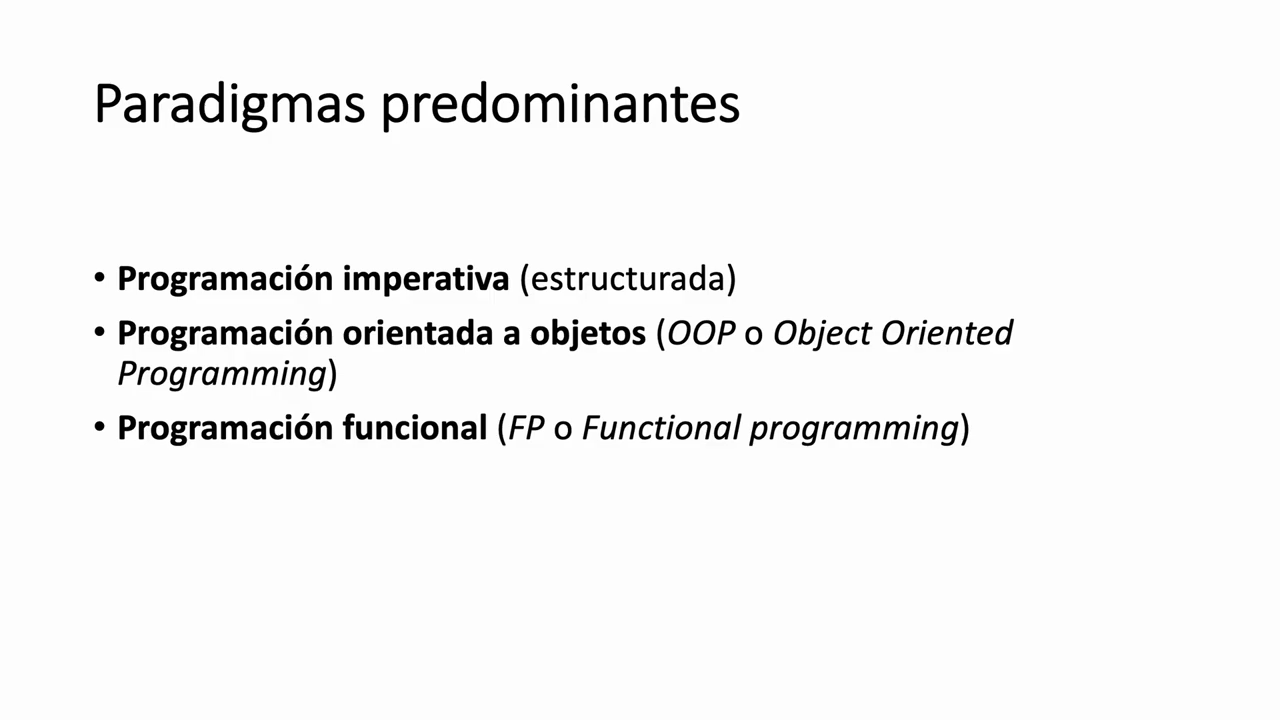 Paradigmas predominantes
• Programación imperativa (estructurada)
• Programación orientada a objetos (OOP o Object Oriented
Programming)
• Programación funcional (FP o Functional programming)